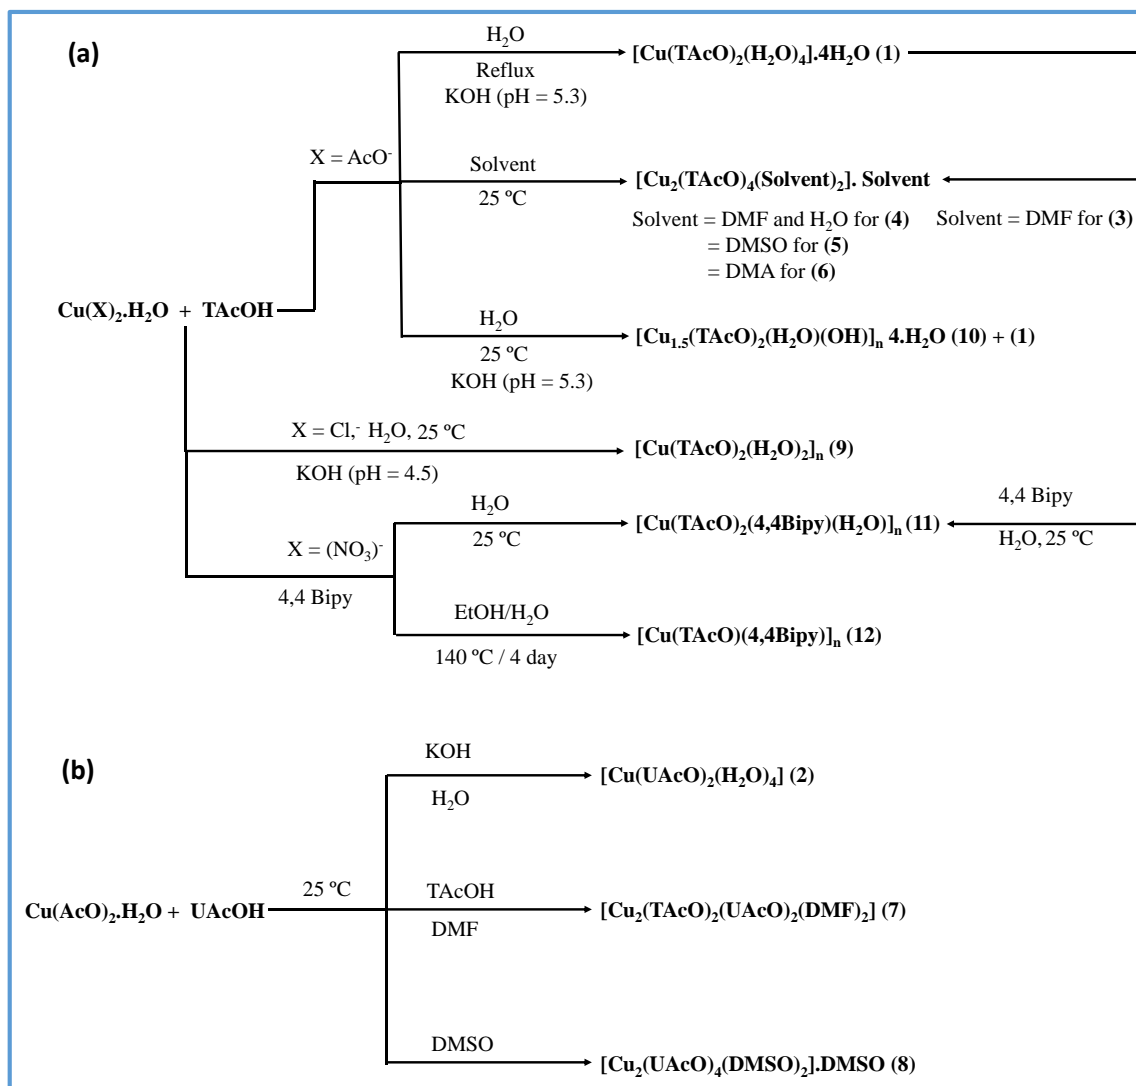 (a)
H₂O
Reflux
KOH (pH = 5.3)
[Cu(TAcO)₂(H₂O)₄].4H₂O (1)
X = AcO⁻
Solvent
25 ºC
[Cu₂(TAcO)₄(Solvent)₂]. Solvent
Solvent = DMF and H₂O for (4)
= DMSO for (5)
= DMA for (6)
Solvent = DMF for (3)
Cu(X)₂.H₂O + TAcOH
H₂O
25 ºC
KOH (pH = 5.3)
[Cu₁.₅(TAcO)₂(H₂O)(OH)]ₙ 4.H₂O (10) + (1)
X = Cl,⁻ H₂O, 25 ºC
KOH (pH = 4.5)
[Cu(TAcO)₂(H₂O)₂]ₙ (9)
X = (NO₃)⁻
4,4 Bipy
H₂O
25 ºC
[Cu(TAcO)₂(4,4Bipy)(H₂O)]ₙ (11)
4,4 Bipy
H₂O, 25 ºC
EtOH/H₂O
140 ºC / 4 day
[Cu(TAcO)(4,4Bipy)]ₙ (12)
(b)
KOH
H₂O
[Cu(UAcO)₂(H₂O)₄] (2)
Cu(AcO)₂.H₂O + UAcOH
25 ºC
TAcOH
DMF
[Cu₂(TAcO)₂(UAcO)₂(DMF)₂] (7)
DMSO
[Cu₂(UAcO)₄(DMSO)₂].DMSO (8)